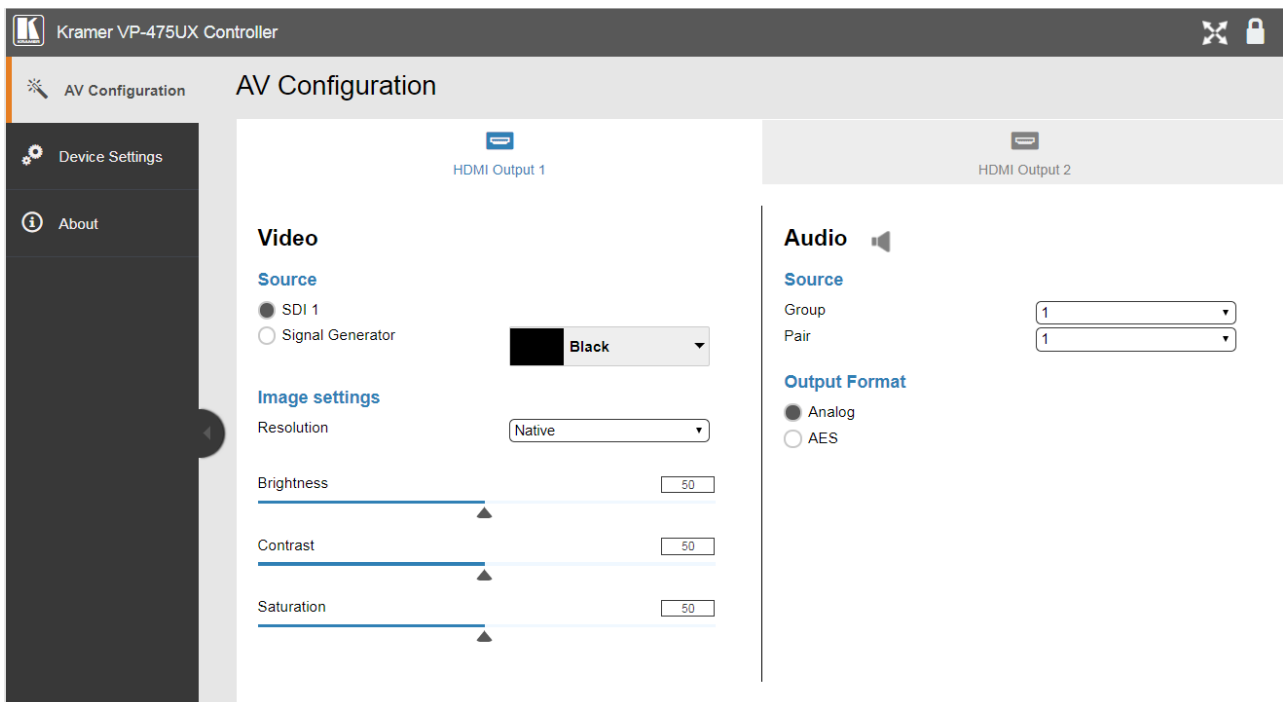 KRAMER
Kramer VP-475UX Controller
AV Configuration
Device Settings
About
AV Configuration
HDMI Output 1
HDMI Output 2
Video
Source
SDI 1
Signal Generator
Black
Image settings
Resolution
Native
Brightness
50
Contrast
50
Saturation
50
Audio
Source
Group
1
Pair
1
Output Format
Analog
AES